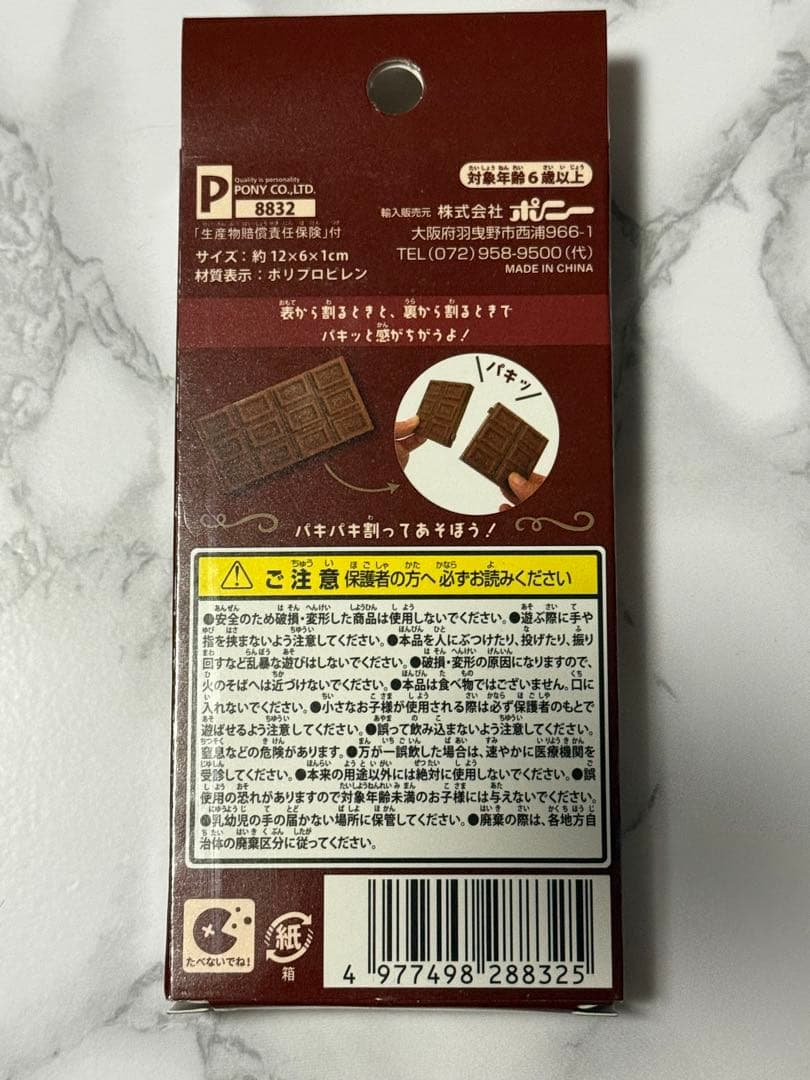 P
Quality is personality
PONY CO.,LTD.
8832
「生産物賠償責任保険」付
サイズ：約12×6×1cm
材質表示：ポリプロピレン
対象年齢6歳以上
輸入販売元 株式会社 ポニー
大阪府羽曳野市西浦966-1
TEL(072)958-9500(代)
MADE IN CHINA
表から割るときと、裏から割るときで
パキッと感がちがうよ！
パキッ
パキパキ割ってあそぼう！
ご注意 保護者の方へ 必ずお読みください
●安全のため破損・変形した商品は使用しないでください。●遊ぶ際に手や
指を挟まないよう注意してください。●本品を人にぶつけたり、投げたり、振り
回すなど乱暴な遊びはしないでください。●破損・変形の原因になりますので、
火のそばへは近づけないでください。●本品は食べ物ではございません。口に
入れないでください。●小さなお子様が使用される際は必ず保護者のもとで
遊ばせるよう注意してください。●誤って飲み込まないよう注意してください。
窒息などの危険があります。●万が一誤飲した場合は、速やかに医療機関を
受診してください。●本来の用途以外には絶対に使用しないでください。●誤
使用の恐れがありますので対象年齢未満のお子様には与えないでください。
●乳幼児の手の届かない場所に保管してください。●廃棄の際は、各地方自
治体の廃棄区分に従ってください。
たべないでね！
紙
箱
4 977498 288325